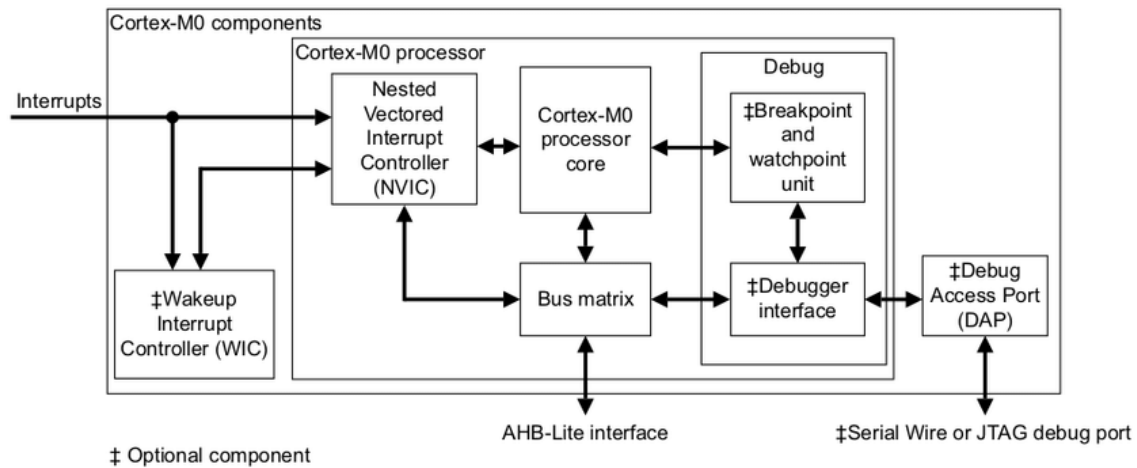 Cortex-M0 components
Cortex-M0 processor
Interrupts
Nested
Vectored
Interrupt
Controller
(NVIC)
Cortex-M0
processor
core
Debug
‡Breakpoint
and
watchpoint
unit
‡Wakeup
Interrupt
Controller (WIC)
Bus matrix
‡Debugger
interface
‡Debug
Access Port
(DAP)
AHB-Lite interface
‡Serial Wire or JTAG debug port
‡ Optional component